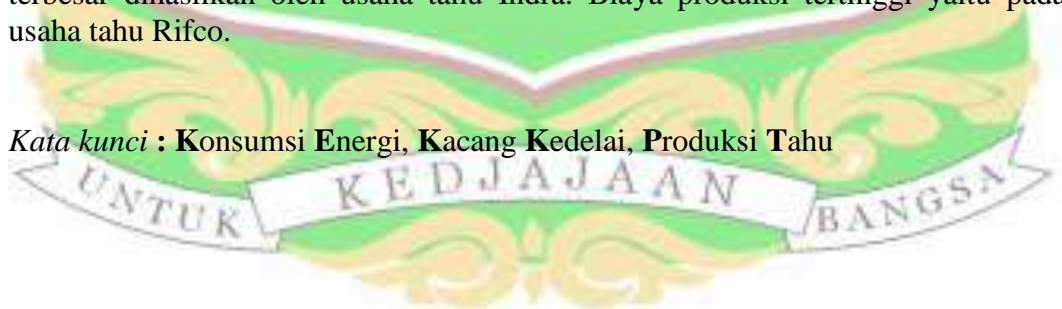 terbesar dihasilkan oleh usaha tahu Indra. Biaya produksi tertinggi yaitu pada
usaha tahu Rifco.
Kata kunci : Konsumsi Energi, Kacang Kedelai, Produksi Tahu
UNTUK KEDJAJAAN BANGSA